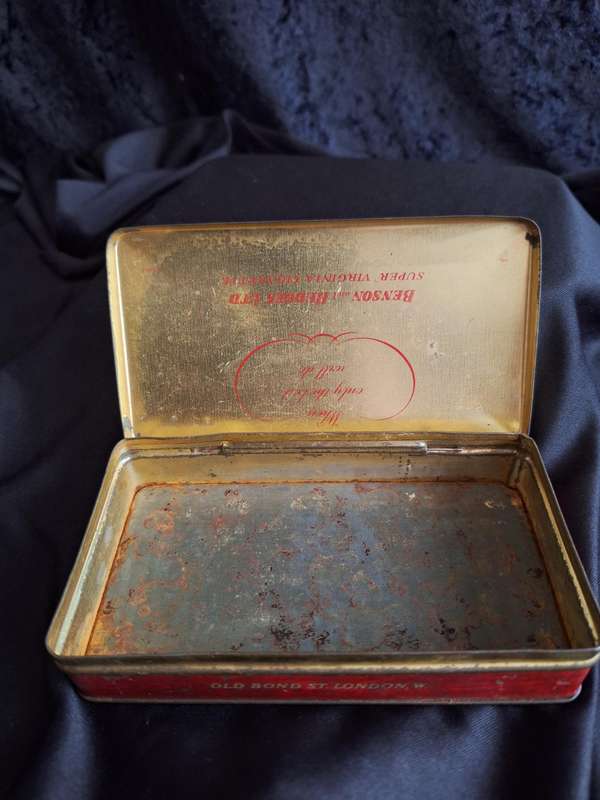 When
only the best
will do
BENSON and HEDGES LTD
SUPER VIRGINIA CIGARETTES
OLD BOND ST. LONDON, W.